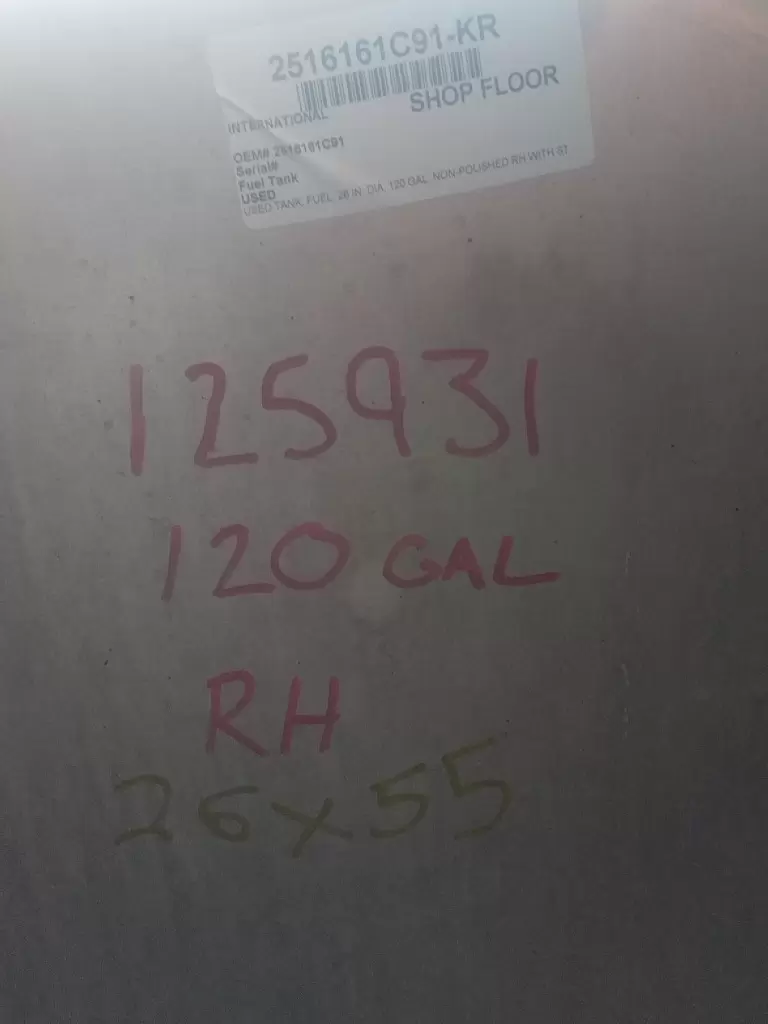 2516161C91-KR
SHOP FLOOR
INTERNATIONAL
OEM# 2516161C91
Serial#
Fuel Tank
USED
USED TANK, FUEL, 26 IN. DIA. 120 GAL. NON-POLISHED RH WITH ST
125931
120 GAL
RH
26x55